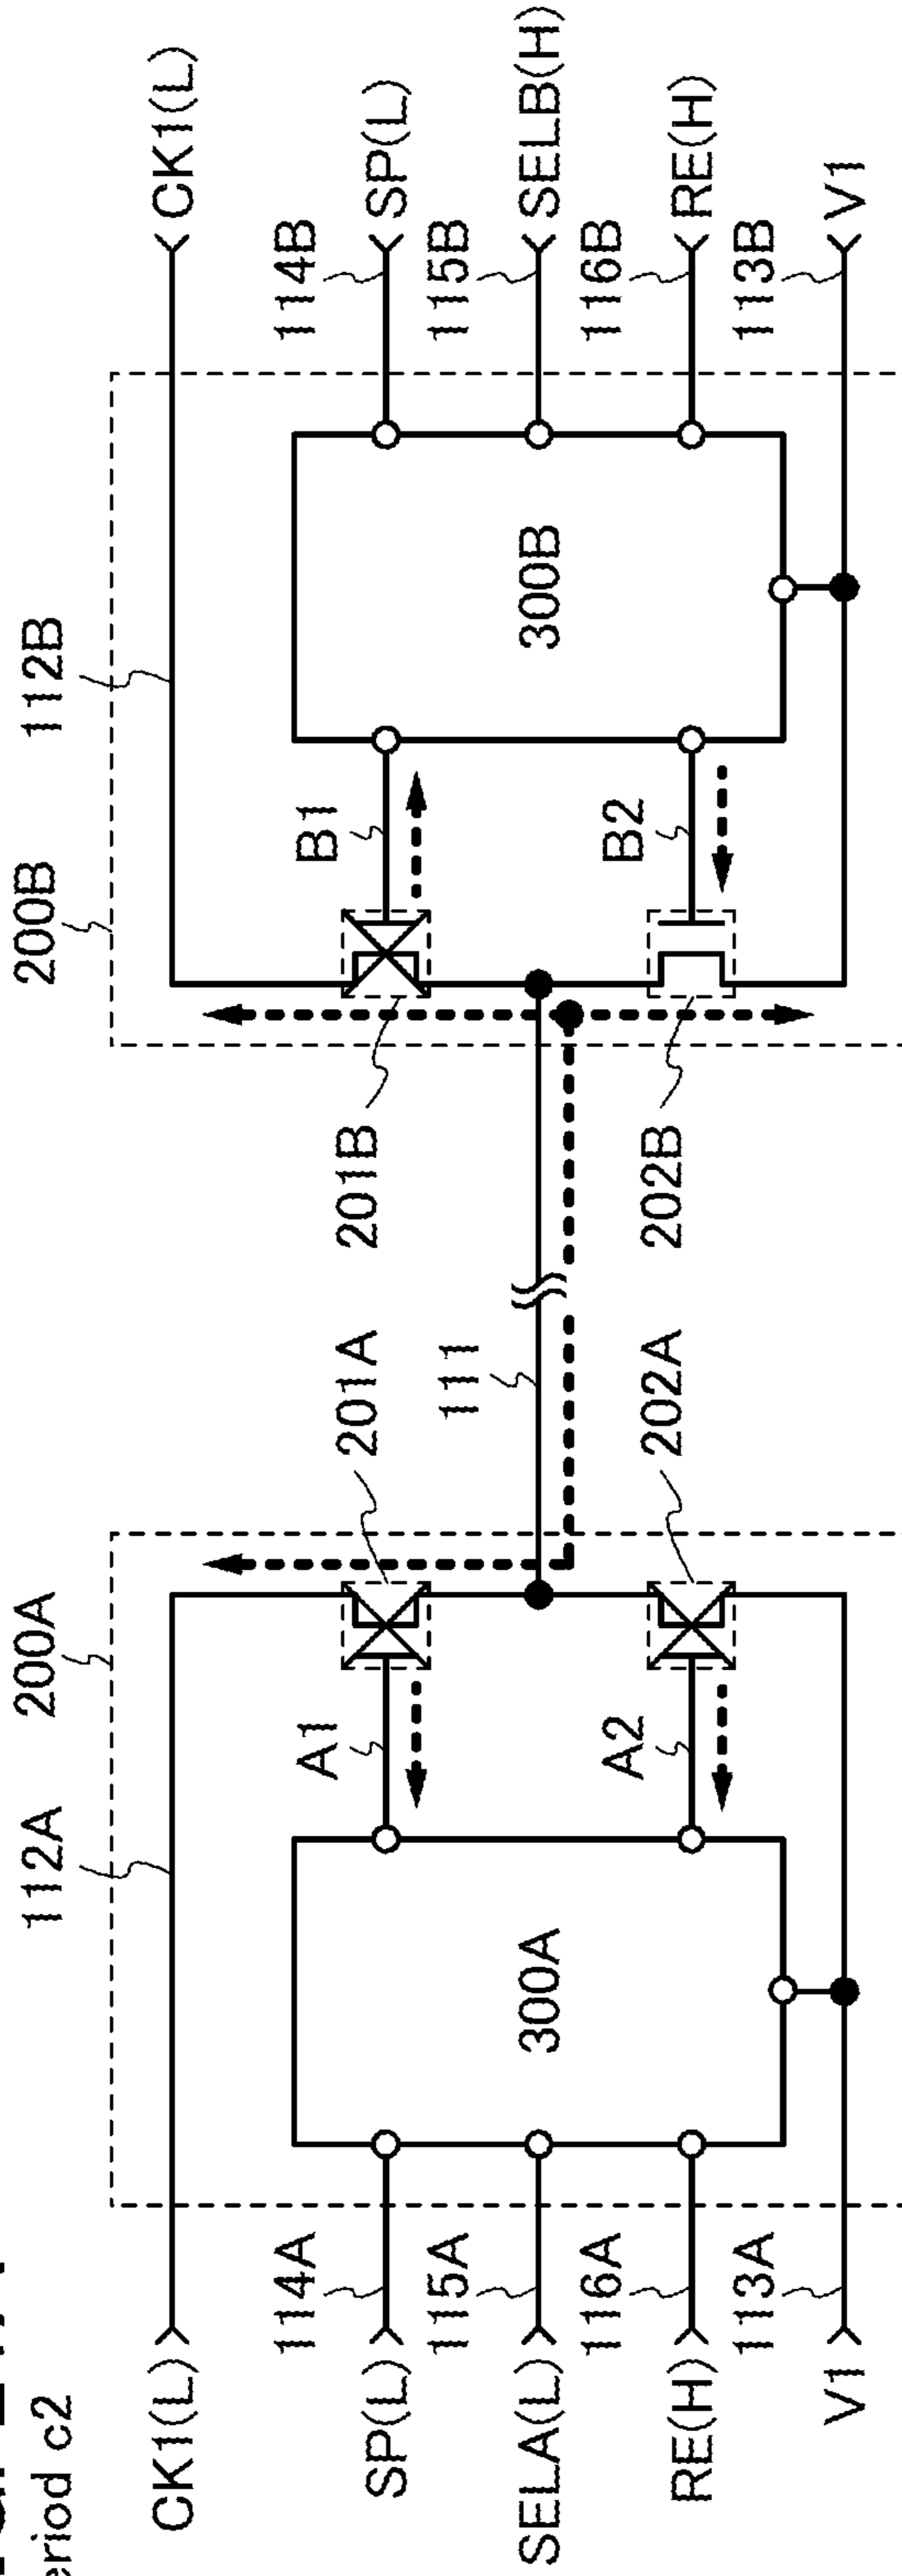 eriod c2
112A
200A
200B
112B
CK1(L)
CK1(L)
114A
A1
201A
201B
B1
114B
SP(L)
SP(L)
115A
111
115B
SELA(L)
300A
300B
SELB(H)
116A
A2
202A
202B
B2
116B
RE(H)
RE(H)
113A
113B
V1
V1